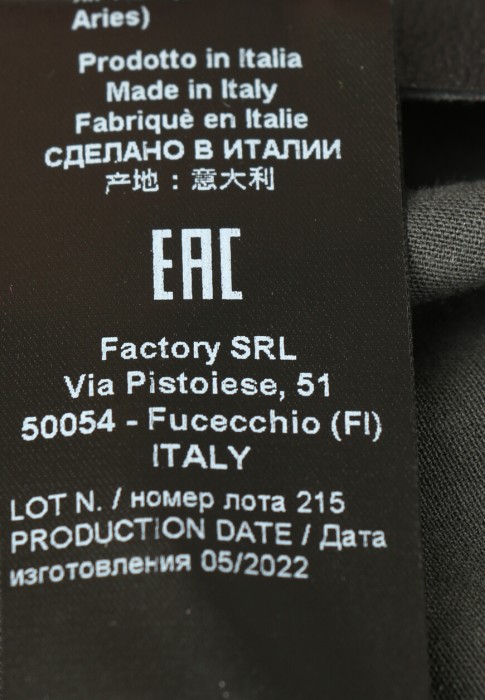 Aries)
Prodotto in Italia
Made in Italy
Fabriquè en Italie
СДЕЛАНО В ИТАЛИИ
产地：意大利
EAC
Factory SRL
Via Pistoiese, 51
50054 - Fucecchio (FI)
ITALY
LOT N. / номер лота 215
PRODUCTION DATE / Дата
изготовления 05/2022